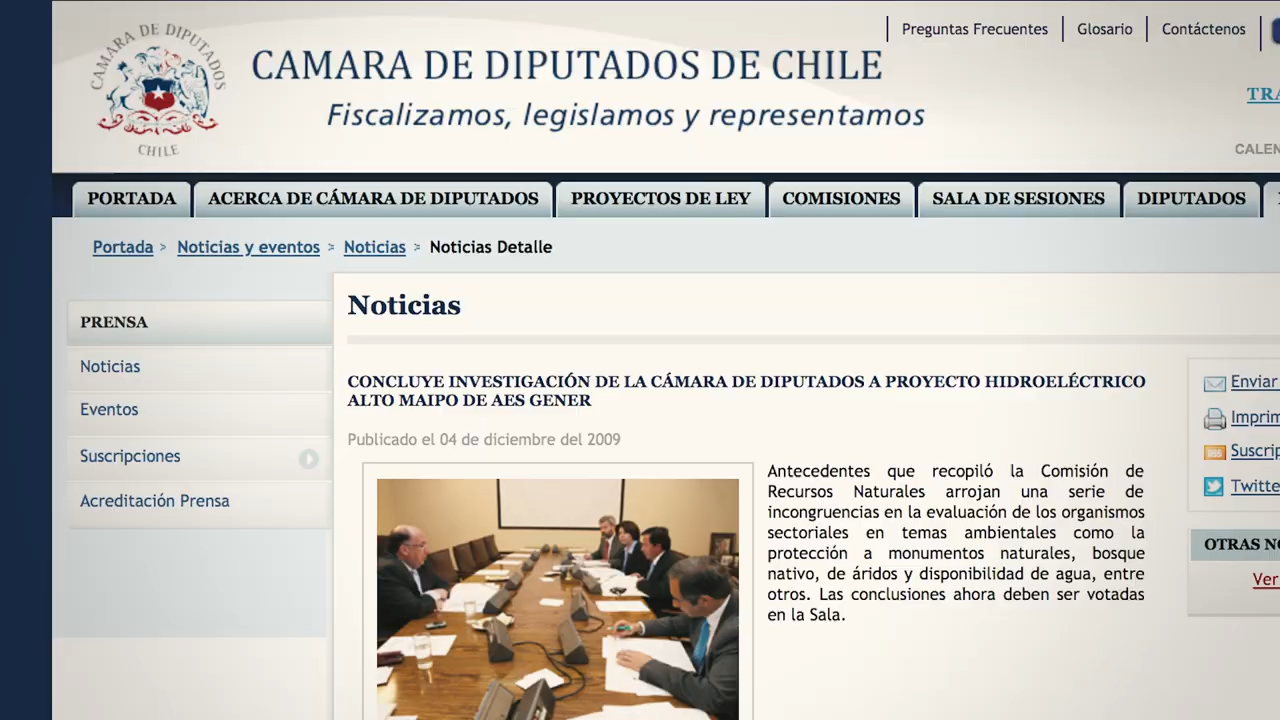 Preguntas Frecuentes
Glosario
Contáctenos
CAMARA DE DIPUTADOS
CHILE
CAMARA DE DIPUTADOS DE CHILE
Fiscalizamos, legislamos y representamos
PORTADA
ACERCA DE CÁMARA DE DIPUTADOS
PROYECTOS DE LEY
COMISIONES
SALA DE SESIONES
DIPUTADOS
Portada > Noticias y eventos > Noticias > Noticias Detalle
PRENSA
Noticias
Eventos
Suscripciones
Acreditación Prensa
Noticias
CONCLUYE INVESTIGACIÓN DE LA CÁMARA DE DIPUTADOS A PROYECTO HIDROELÉCTRICO
ALTO MAIPO DE AES GENER
Publicado el 04 de diciembre del 2009
Antecedentes que recopiló la Comisión de
Recursos Naturales arrojan una serie de
incongruencias en la evaluación de los organismos
sectoriales en temas ambientales como la
protección a monumentos naturales, bosque
nativo, de áridos y disponibilidad de agua, entre
otros. Las conclusiones ahora deben ser votadas
en la Sala.
Enviar
Ver